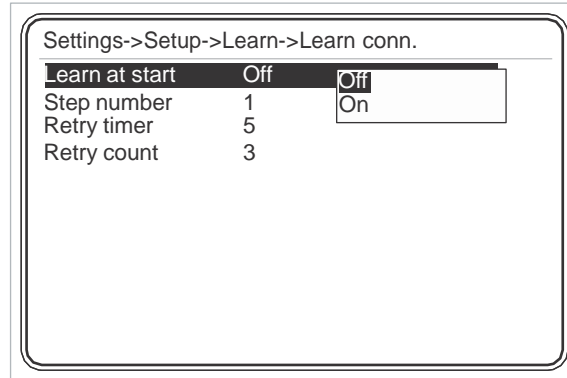 Settings->Setup->Learn->Learn conn.
Learn at start Off Off
Step number 1 On
Retry timer 5
Retry count 3